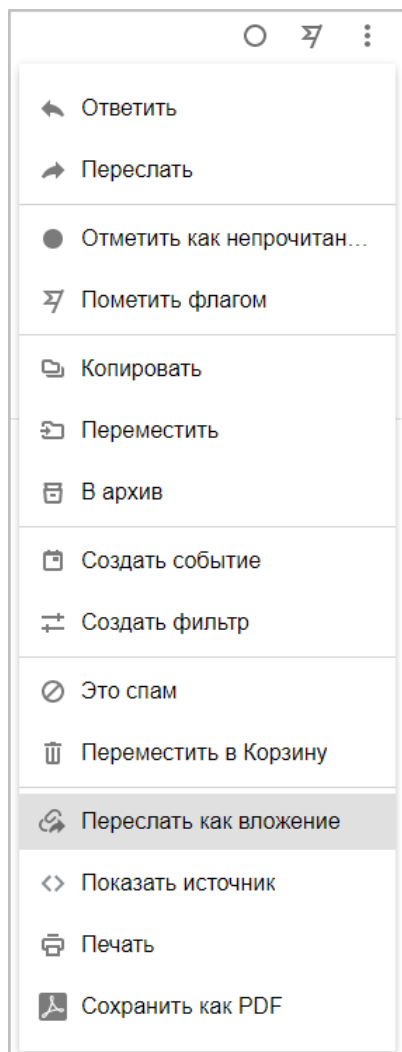 Ответить
Переслать
Отметить как непрочитан…
Пометить флагом
Копировать
Переместить
В архив
Создать событие
Создать фильтр
Это спам
Переместить в Корзину
Переслать как вложение
Показать источник
Печать
Сохранить как PDF